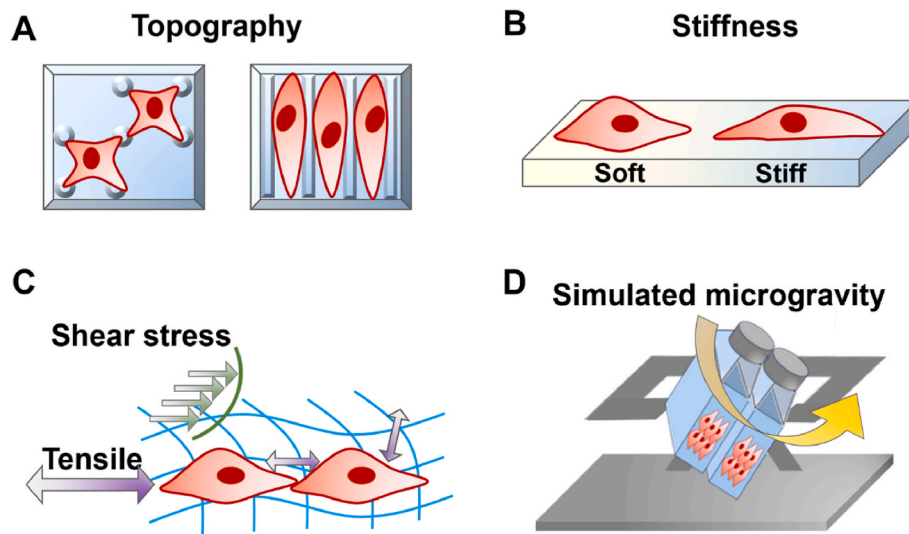 A
Topography
B
Stiffness
Soft
Stiff
C
Shear stress
Tensile
D
Simulated microgravity